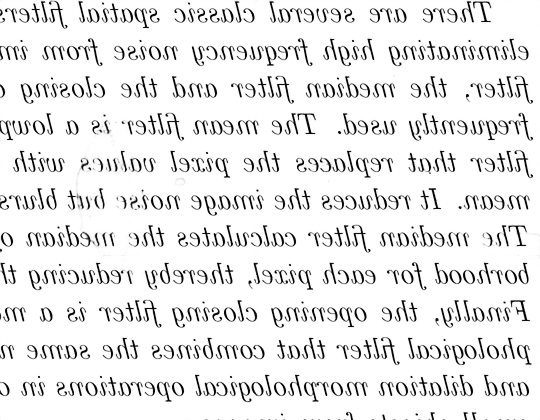 There are several classic spatial filters
eliminating high frequency noise from im
filter, the median filter and the closing o
frequently used. The mean filter is a lowp
filter that replaces the pixel values with
mean. It reduces the image noise but blurs
The median filter calculates the median o
borhood for each pixel, thereby reducing th
Finally, the opening closing filter is a m
phological filter that combines the same n
and dilation morphological operations in o